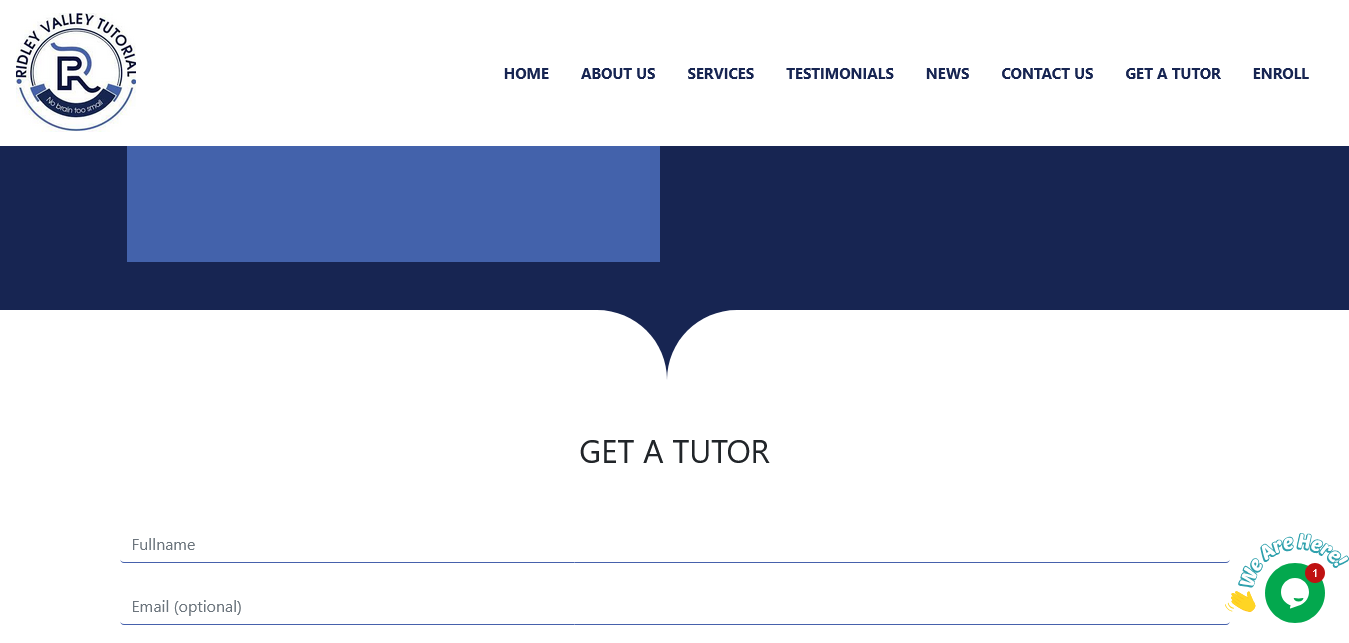 RIDLEY VALLEY TUTORIAL
R
No brain too small
HOME ABOUT US SERVICES TESTIMONIALS NEWS CONTACT US GET A TUTOR ENROLL
GET A TUTOR
Fullname
Email (optional)
We Are Here!
1